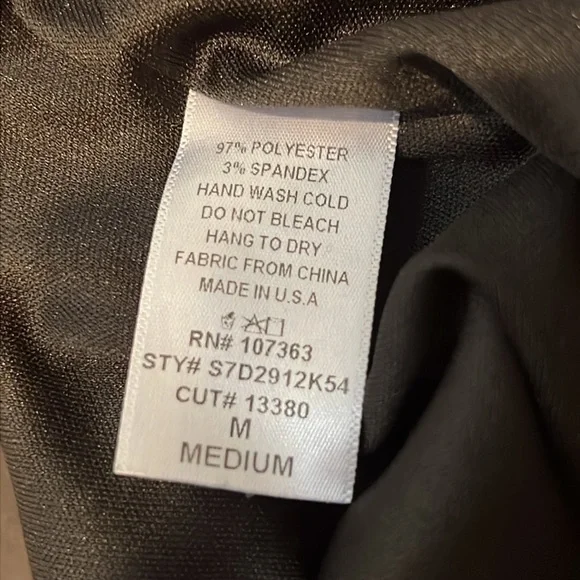 97% POLYESTER
3% SPANDEX
HAND WASH COLD
DO NOT BLEACH
HANG TO DRY
FABRIC FROM CHINA
MADE IN U.S.A
RN# 107363
STY# S7D2912K54
CUT# 13380
M
MEDIUM